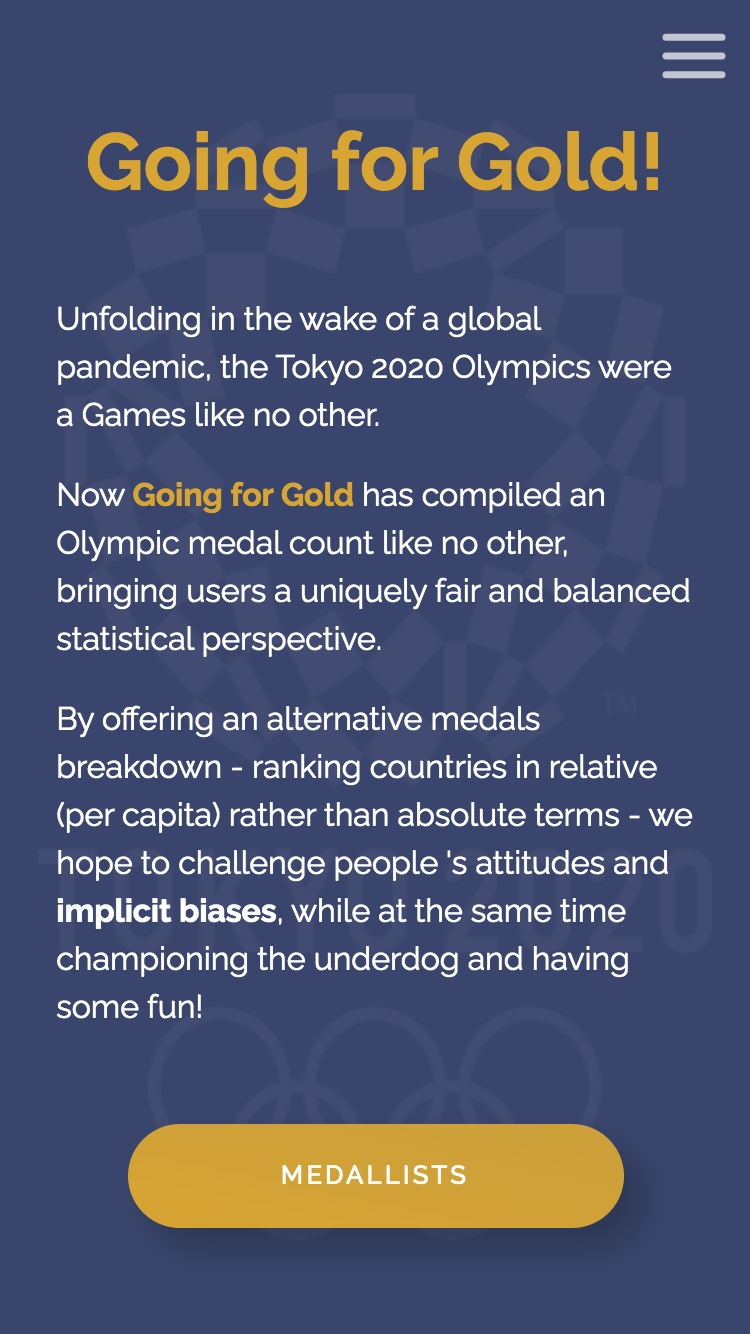 Going for Gold!
Unfolding in the wake of a global
pandemic, the Tokyo 2020 Olympics were
a Games like no other.
Now Going for Gold has compiled an
Olympic medal count like no other,
bringing users a uniquely fair and balanced
statistical perspective.
TM
By offering an alternative medals
breakdown - ranking countries in relative
(per capita) rather than absolute terms - we
hope to challenge people 's attitudes and
TOKYO 2020
implicit biases, while at the same time
championing the underdog and having
some fun!
MEDALLISTS